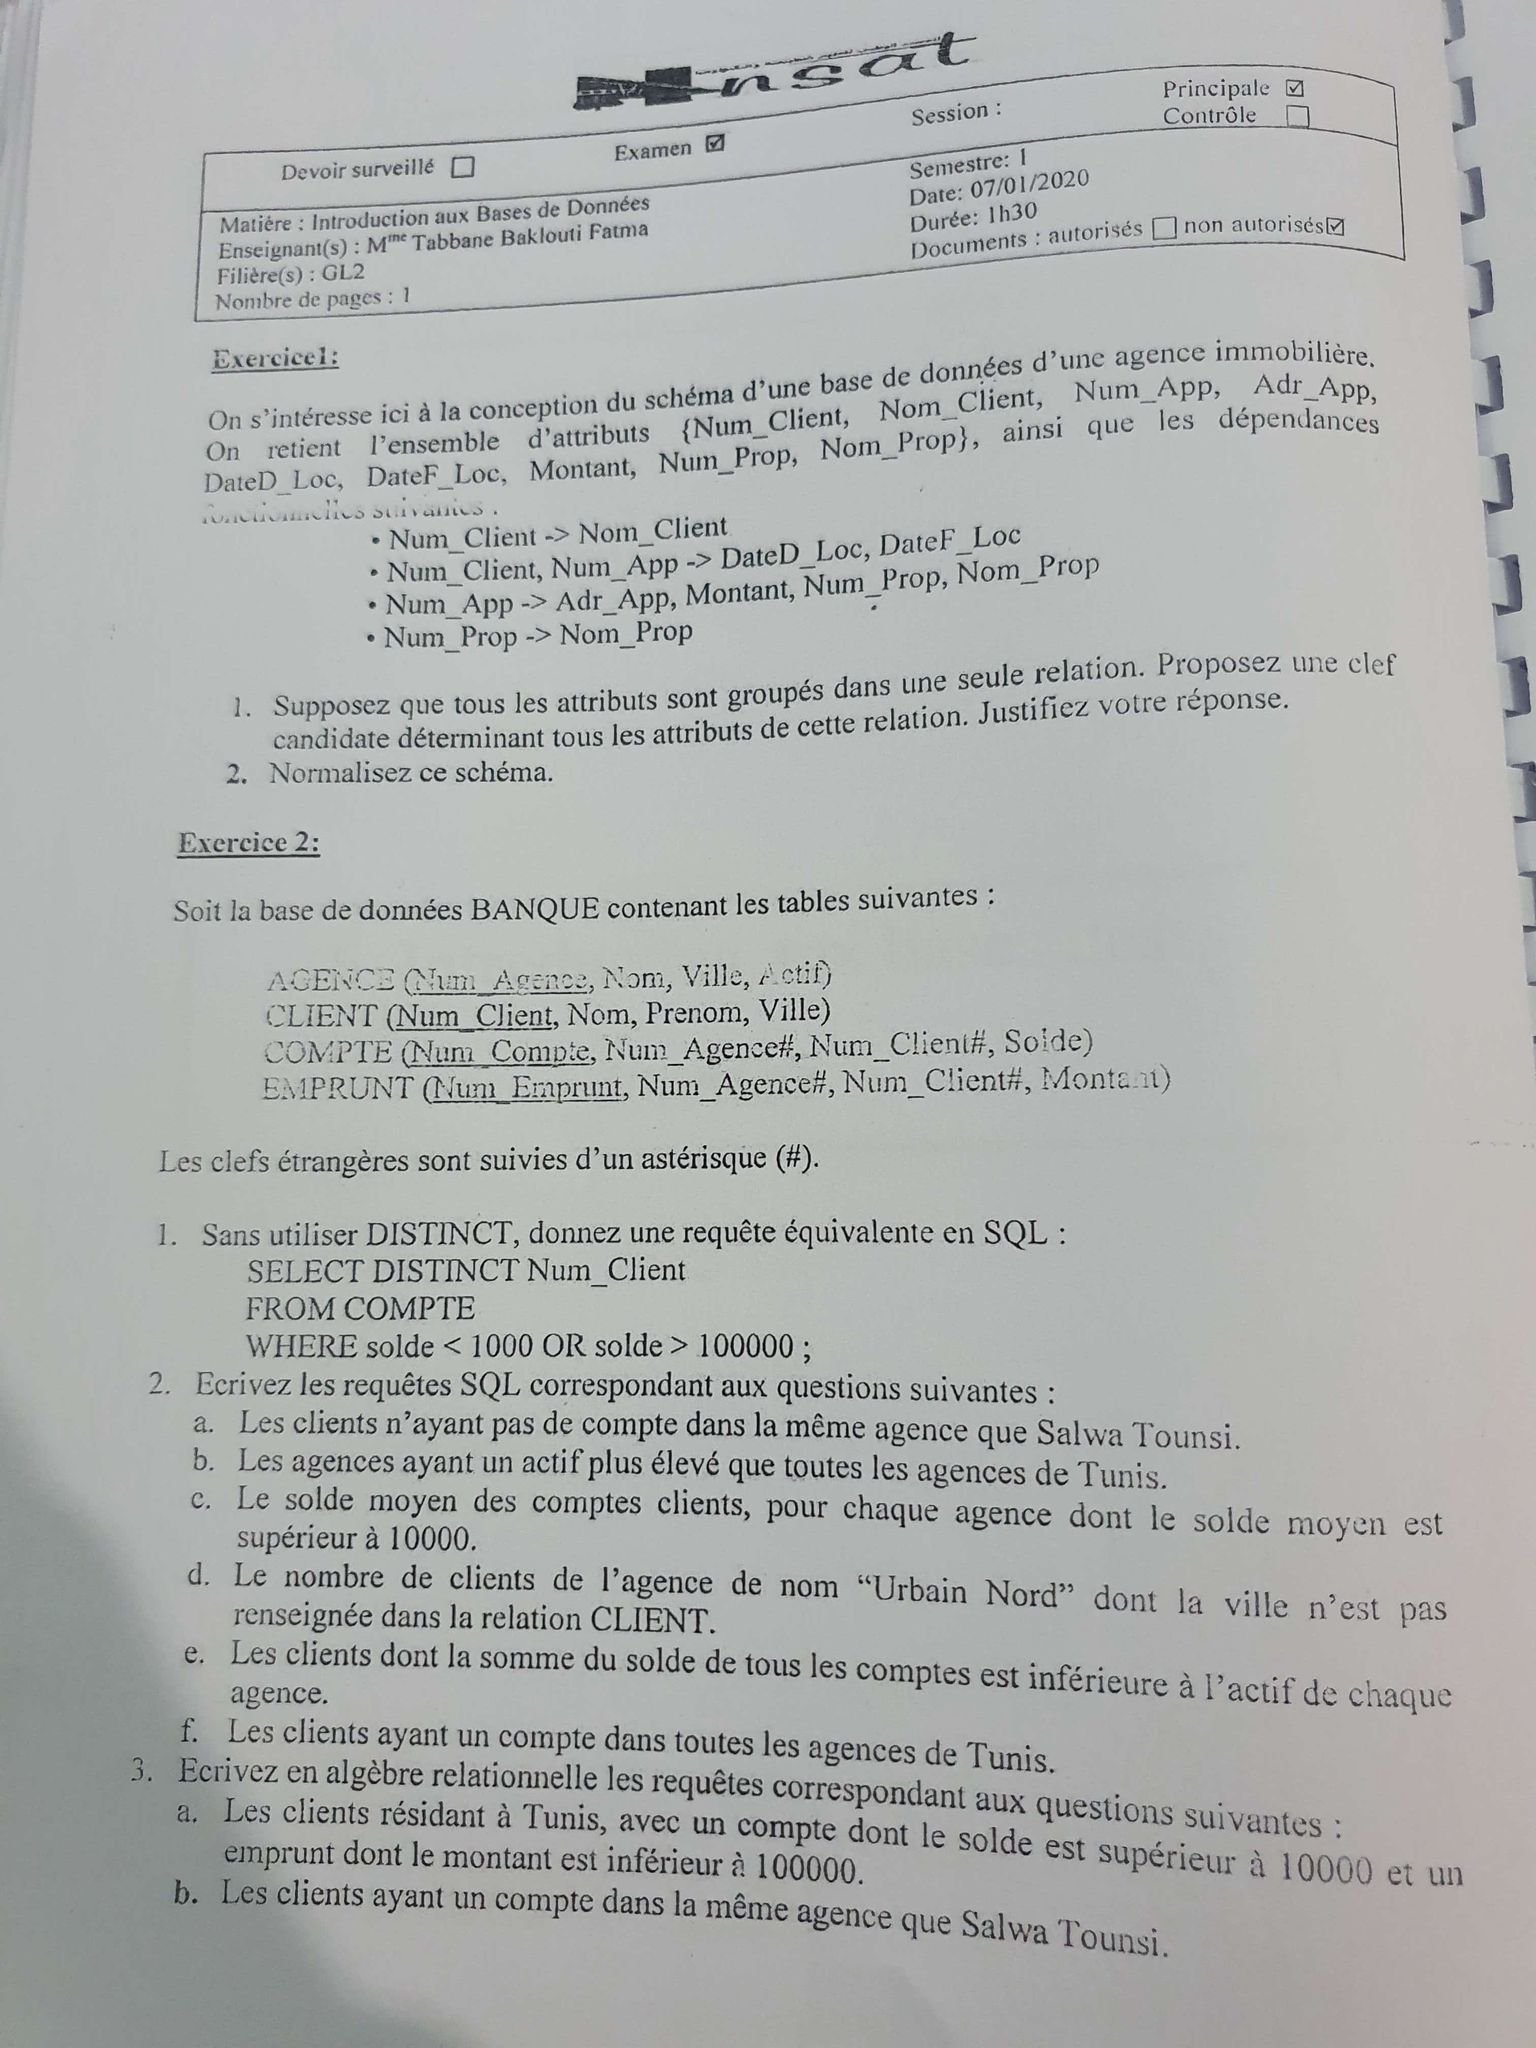 nsat
Devoir surveillé ☐ Examen ☑ Session : Principale ☑
Contrôle ☐
Matière : Introduction aux Bases de Données
Enseignant(s) : Mme Tabbane Baklouti Fatma
Filière(s) : GL2
Nombre de pages : 1
Semestre: 1
Date: 07/01/2020
Durée: 1h30
Documents : autorisés ☐ non autorisés☑
Exercice1:
On s'intéresse ici à la conception du schéma d'une base de données d'une agence immobilière.
On retient l'ensemble d'attributs {Num_Client, Nom_Client, Num_App, Adr_App,
DateD_Loc, DateF_Loc, Montant, Num_Prop, Nom_Prop}, ainsi que les dépendances
fonctionnelles suivantes :
• Num_Client -> Nom_Client
• Num_Client, Num_App -> DateD_Loc, DateF_Loc
• Num_App -> Adr_App, Montant, Num_Prop, Nom_Prop
• Num_Prop -> Nom_Prop
1. Supposez que tous les attributs sont groupés dans une seule relation. Proposez une clef
candidate déterminant tous les attributs de cette relation. Justifiez votre réponse.
2. Normalisez ce schéma.
Exercice 2:
Soit la base de données BANQUE contenant les tables suivantes :
AGENCE (Num_Agence, Nom, Ville, Actif)
CLIENT (Num_Client, Nom, Prenom, Ville)
COMPTE (Num_Compte, Num_Agence#, Num_Client#, Solde)
EMPRUNT (Num_Emprunt, Num_Agence#, Num_Client#, Montant)
Les clefs étrangères sont suivies d'un astérisque (#).
1. Sans utiliser DISTINCT, donnez une requête équivalente en SQL :
SELECT DISTINCT Num_Client
FROM COMPTE
WHERE solde < 1000 OR solde > 100000 ;
2. Ecrivez les requêtes SQL correspondant aux questions suivantes :
a. Les clients n'ayant pas de compte dans la même agence que Salwa Tounsi.
b. Les agences ayant un actif plus élevé que toutes les agences de Tunis.
c. Le solde moyen des comptes clients, pour chaque agence dont le solde moyen est
supérieur à 10000.
d. Le nombre de clients de l'agence de nom “Urbain Nord” dont la ville n'est pas
renseignée dans la relation CLIENT.
e. Les clients dont la somme du solde de tous les comptes est inférieure à l'actif de chaque
agence.
f. Les clients ayant un compte dans toutes les agences de Tunis.
3. Ecrivez en algèbre relationnelle les requêtes correspondant aux questions suivantes :
a. Les clients résidant à Tunis, avec un compte dont le solde est supérieur à 10000 et un
emprunt dont le montant est inférieur à 100000.
b. Les clients ayant un compte dans la même agence que Salwa Tounsi.